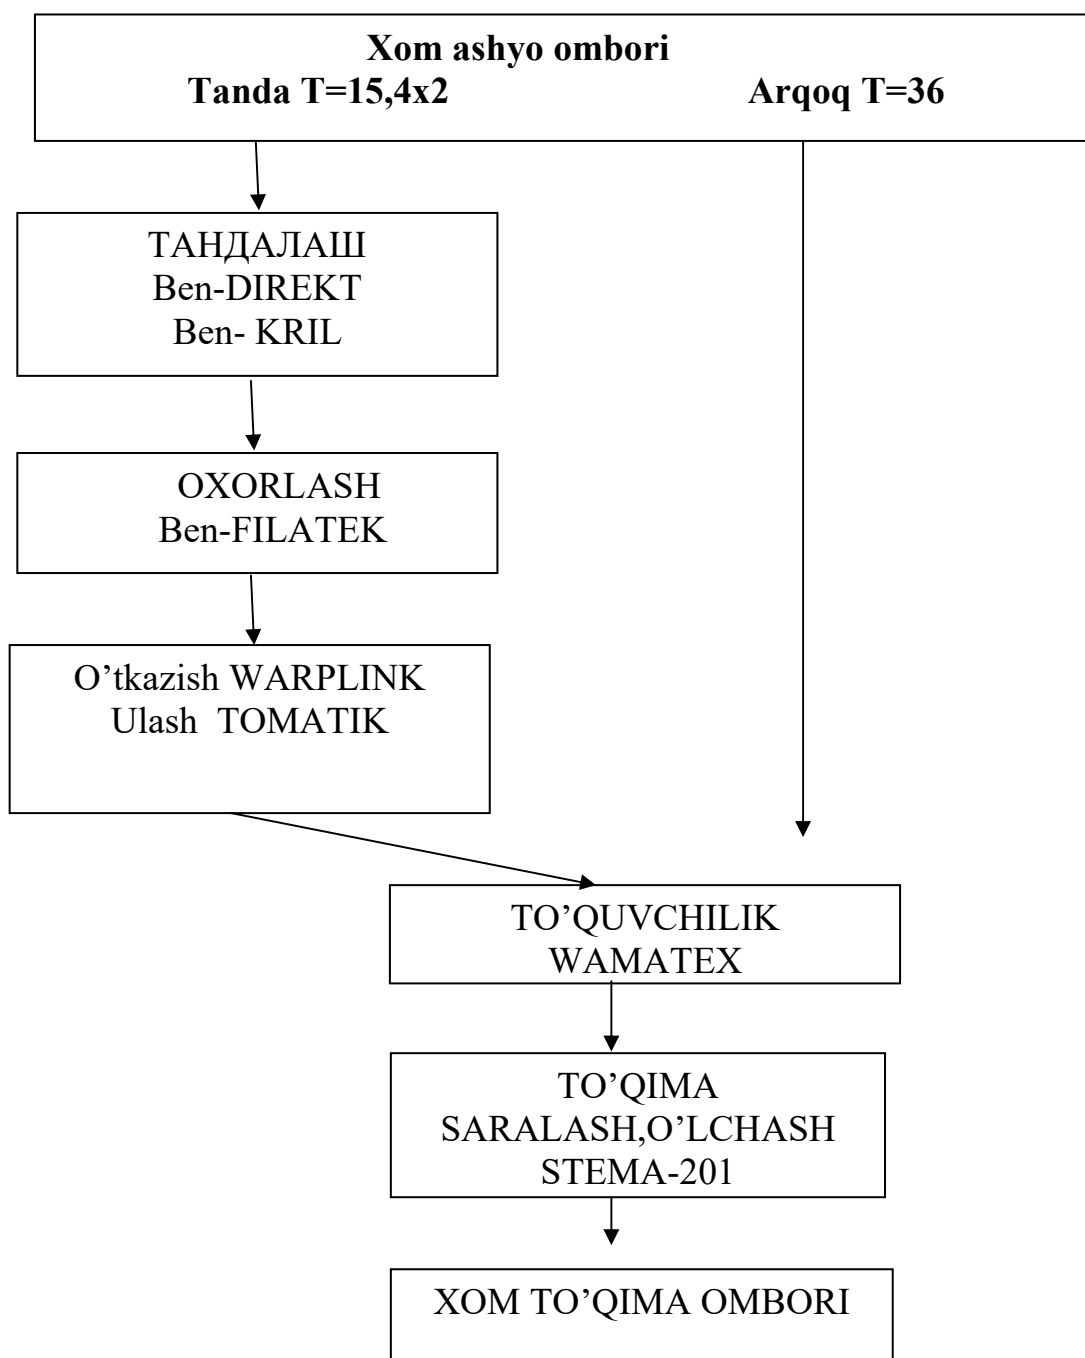 Xom ashyo ombori
Tanda T=15,4x2 Arqoq T=36
ТАНДАЛАШ
Ben-DIREKT
Ben- KRIL
OXORLASH
Ben-FILATEK
O’tkazish WARPLINK
Ulash TOMATIK
TO’QUVCHILIK
WAMATEX
TO’QIMA
SARALASH,O’LCHASH
STEMA-201
XOM TO’QIMA OMBORI